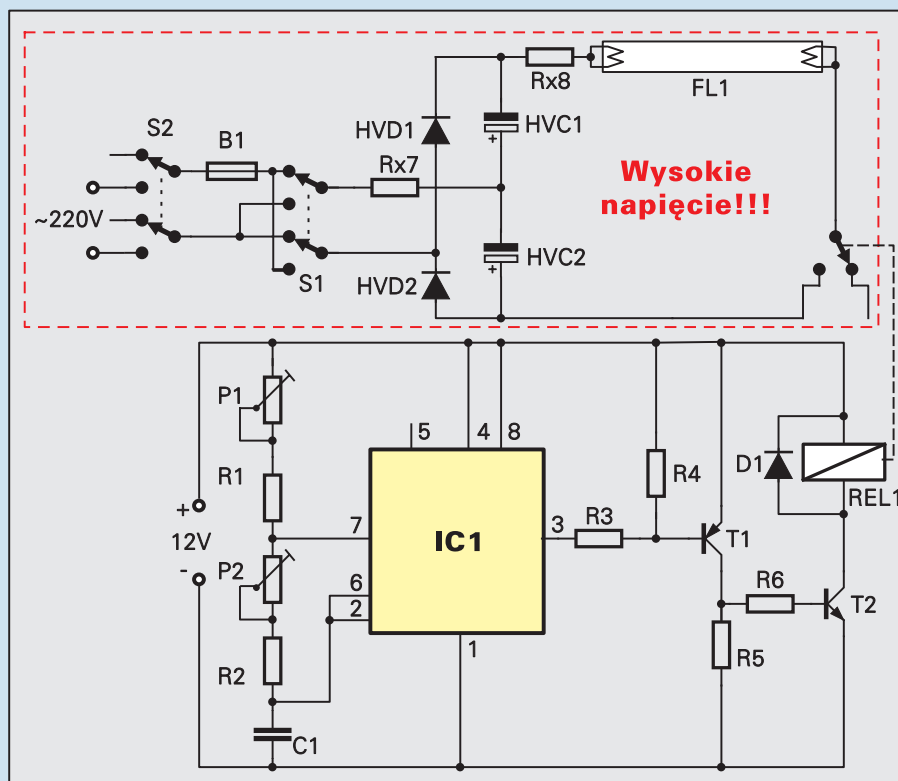 Rx8
FL1
S2
B1
HVD1
HVC1
Rx7
Wysokie
napięcie!!!
~220V
S1
HVD2
HVC2
P1
5
4
8
R1
R4
D1
REL1
+
12V
-
7
IC1
3
R3
T1
P2
6
2
R6
T2
R2
1
R5
C1
+
+